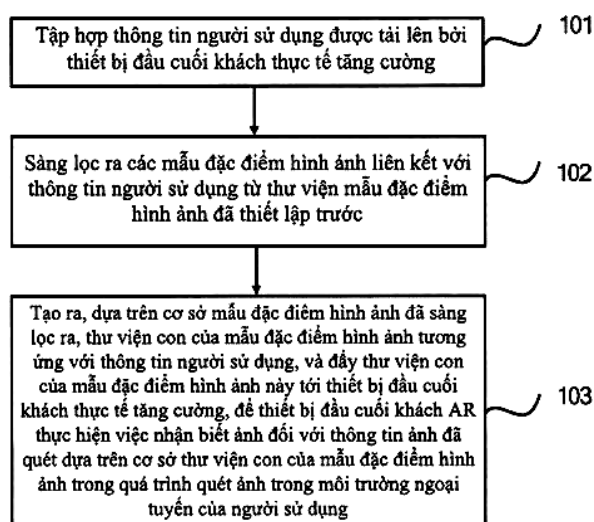 Tập hợp thông tin người sử dụng được tải lên bởi
thiết bị đầu cuối khách thực tế tăng cường
101
Sàng lọc ra các mẫu đặc điểm hình ảnh liên kết với
thông tin người sử dụng từ thư viện mẫu đặc điểm
hình ảnh đã thiết lập trước
102
Tạo ra, dựa trên cơ sở mẫu đặc điểm hình ảnh đã sàng
lọc ra, thư viện con của mẫu đặc điểm hình ảnh tương
ứng với thông tin người sử dụng, và đẩy thư viện con
của mẫu đặc điểm hình ảnh này tới thiết bị đầu cuối
khách thực tế tăng cường, để thiết bị đầu cuối khách AR
thực hiện việc nhận biết ảnh đối với thông tin ảnh đã
quét dựa trên cơ sở thư viện con của mẫu đặc điểm hình
ảnh trong quá trình quét ảnh trong môi trường ngoại
tuyến của người sử dụng
103